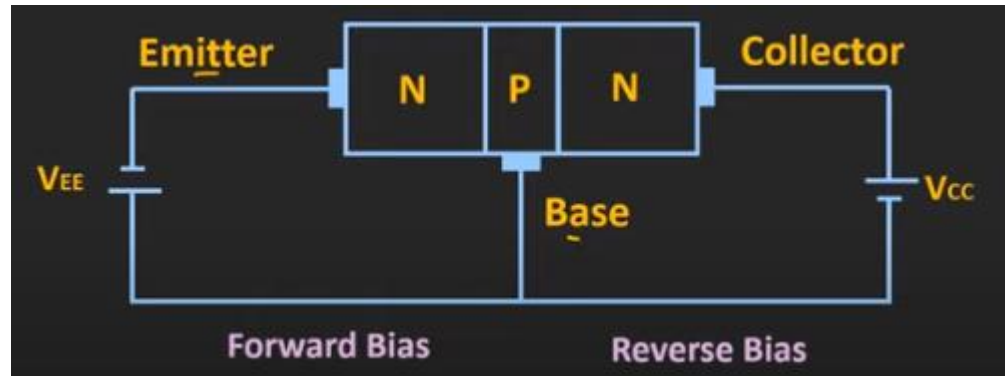 Emitter
Collector
N
P
N
VEE
VCC
Base
Forward Bias
Reverse Bias